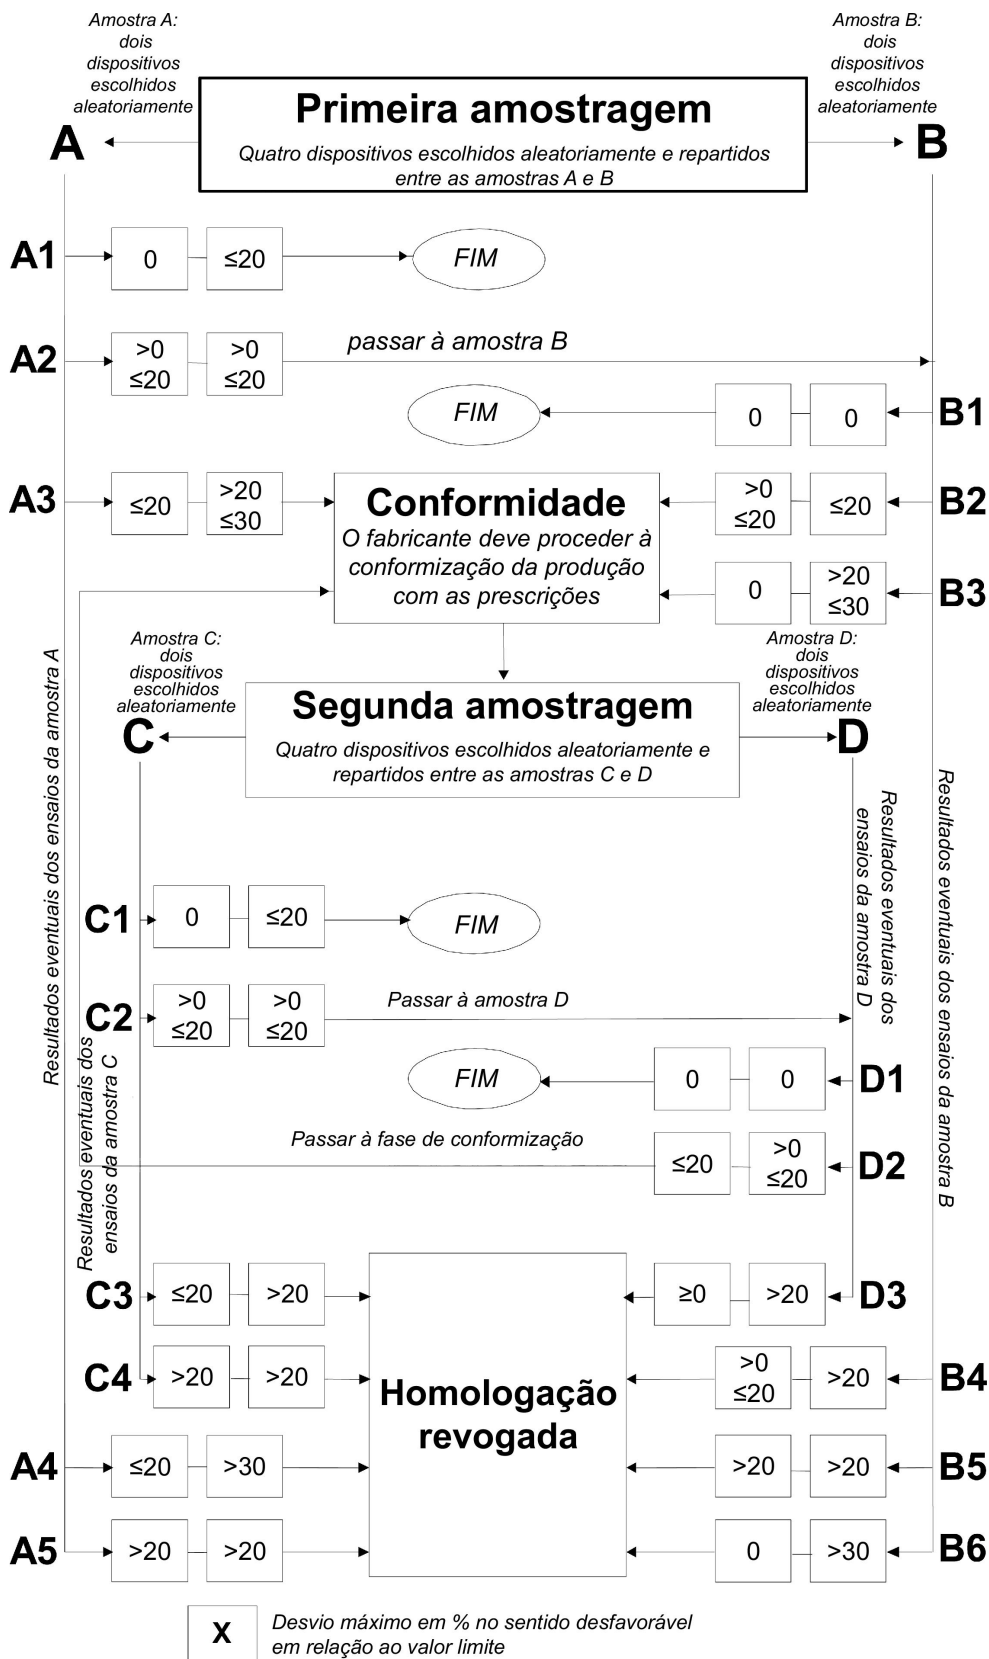 Amostra A:
dois
dispositivos
escolhidos
aleatoriamente
A
Primeira amostragem
Quatro dispositivos escolhidos aleatoriamente e repartidos
entre as amostras A e B
Amostra B:
dois
dispositivos
escolhidos
aleatoriamente
B
A1
0
≤20
FIM
A2
>0
≤20
>0
≤20
passar à amostra B
FIM
0
0
B1
A3
≤20
>20
≤30
Conformidade
O fabricante deve proceder à
conformização da produção
com as prescrições
>0
≤20
≤20
B2
0
>20
≤30
B3
Resultados eventuais dos ensaios da amostra A
Amostra C:
dois
dispositivos
escolhidos
aleatoriamente
C
Segunda amostragem
Quatro dispositivos escolhidos aleatoriamente e
repartidos entre as amostras C e D
Amostra D:
dois
dispositivos
escolhidos
aleatoriamente
D
Resultados eventuais dos
ensaios da amostra D
Resultados eventuais dos ensaios da amostra B
C1
0
≤20
FIM
C2
>0
≤20
>0
≤20
Passar à amostra D
Resultados eventuais dos
ensaios da amostra C
FIM
0
0
D1
Passar à fase de conformização
≤20
>0
≤20
D2
C3
≤20
>20
≥0
>20
D3
C4
>20
>20
Homologação
revogada
>0
≤20
>20
B4
A4
≤20
>30
>20
>20
B5
A5
>20
>20
0
>30
B6
X
Desvio máximo em % no sentido desfavorável
em relação ao valor limite